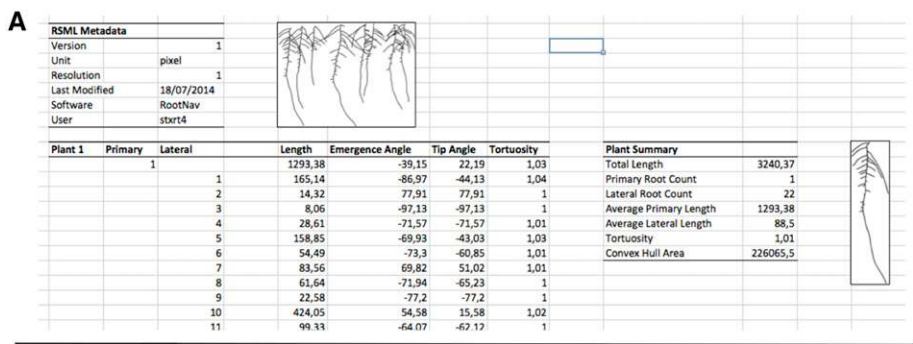 A
RSML Metadata
Version 1
Unit pixel
Resolution 1
Last Modified 18/07/2014
Software RootNav
User stxrt4
Plant 1 Primary Lateral Length Emergence Angle Tip Angle Tortuosity
1 1293,38 -39,15 22,19 1,03
1 165,14 -86,97 -44,13 1,04
2 14,32 77,91 77,91 1
3 8,06 -97,13 -97,13 1
4 28,61 -71,57 -71,57 1,01
5 158,85 -69,93 -43,03 1,03
6 54,49 -73,3 -60,85 1,01
7 83,56 69,82 51,02 1,01
8 61,64 -71,94 -65,23 1
9 22,58 -77,2 -77,2 1
10 424,05 54,58 15,58 1,02
11 99,33 -64,07 -62,12 1
Plant Summary
Total Length 3240,37
Primary Root Count 1
Lateral Root Count 22
Average Primary Length 1293,38
Average Lateral Length 88,5
Tortuosity 1,01
Convex Hull Area 226065,5